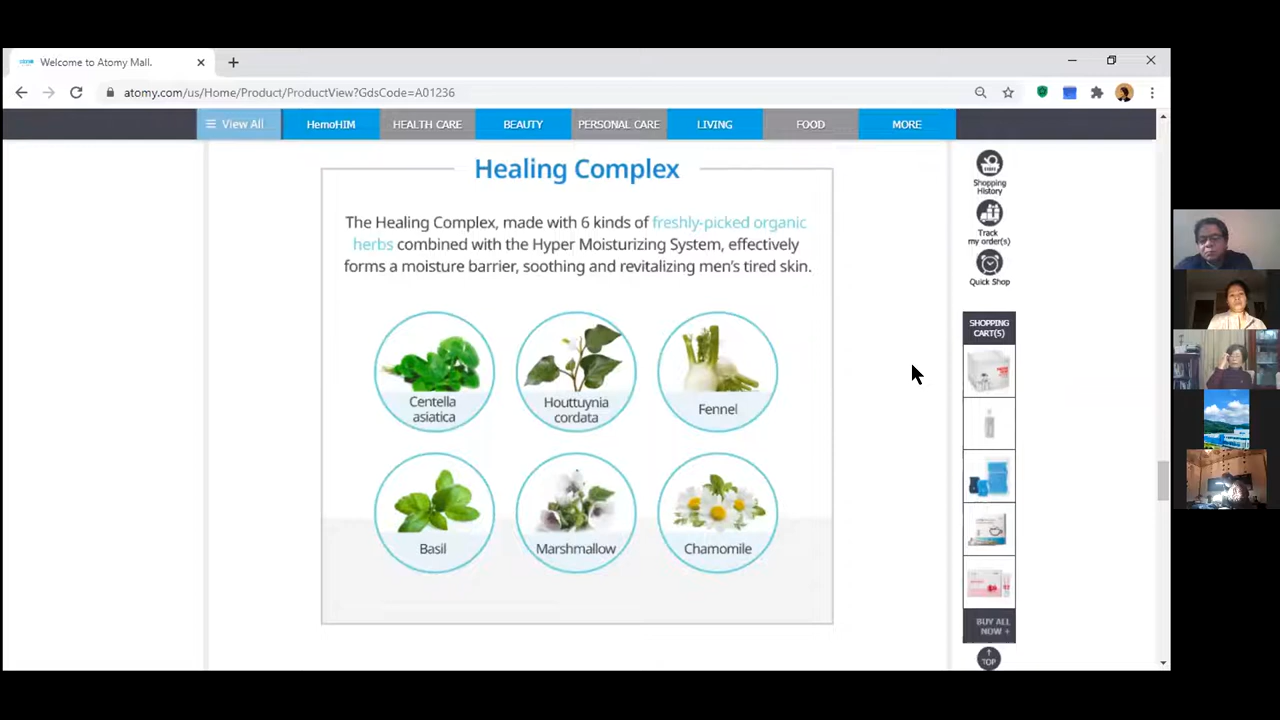 Welcome to Atomy Mall.
atomy.com/us/Home/Product/ProductView?GdsCode=A01236
View All
HemoHIM
HEALTH CARE
BEAUTY
PERSONAL CARE
LIVING
FOOD
MORE
Healing Complex
The Healing Complex, made with 6 kinds of freshly-picked organic
herbs combined with the Hyper Moisturizing System, effectively
forms a moisture barrier, soothing and revitalizing men's tired skin.
Centella
asiatica
Houttuynia
cordata
Fennel
Basil
Marshmallow
Chamomile
Shopping
History
Track
my order(s)
Quick Shop
SHOPPING
CART(5)
BUY ALL
NOW +
TOP